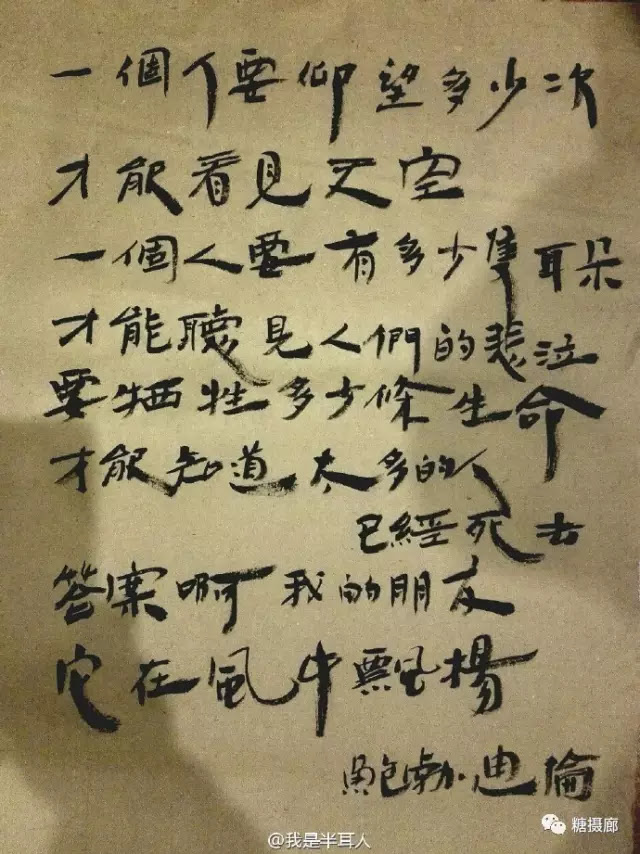 一個人要仰望多少次
才能看見天空
一個人要有多少隻耳朵
才能聽見人們的悲泣
要牺牲多少條生命
才能知道太多的人
已經死去
答案啊 我的朋友
它在風中飄楊
鮑勃·迪倫
@我是半耳人
糖摄廊